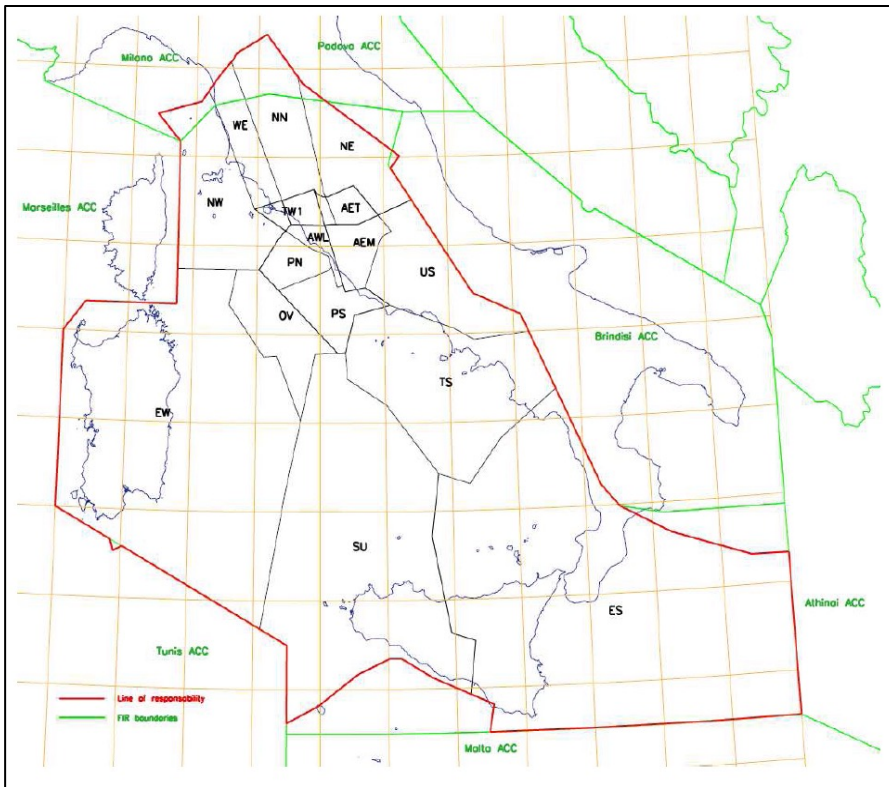 Padova ACC
Milano ACC
WE
NN
NE
Marseilles ACC
NW
TW1
AET
AWL
AEM
PN
US
OV
PS
Brindisi ACC
TS
EW
SU
ES
Athinai ACC
Tunis ACC
Line of responsability
FIR boundaries
Malta ACC